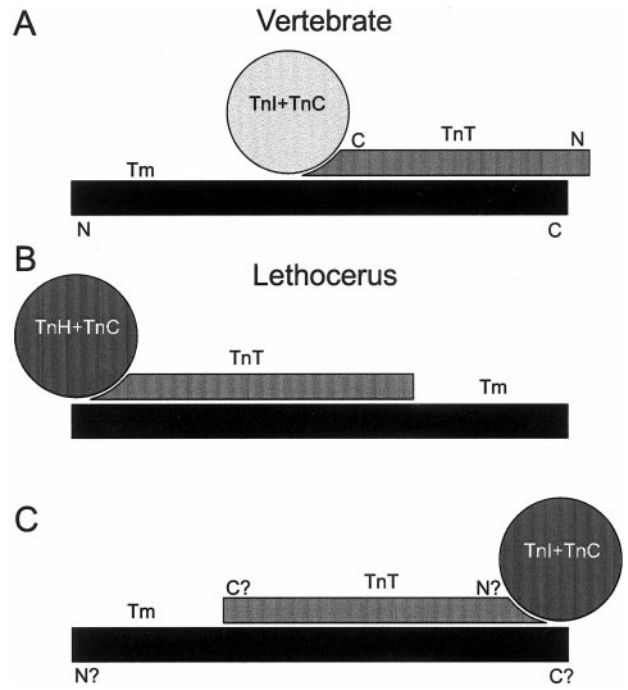 A
Vertebrate
TnI+TnC
C TnT N
Tm
N C
B
Lethocerus
TnH+TnC
TnT
Tm
C
TnI+TnC
C? TnT N?
Tm
N? C?